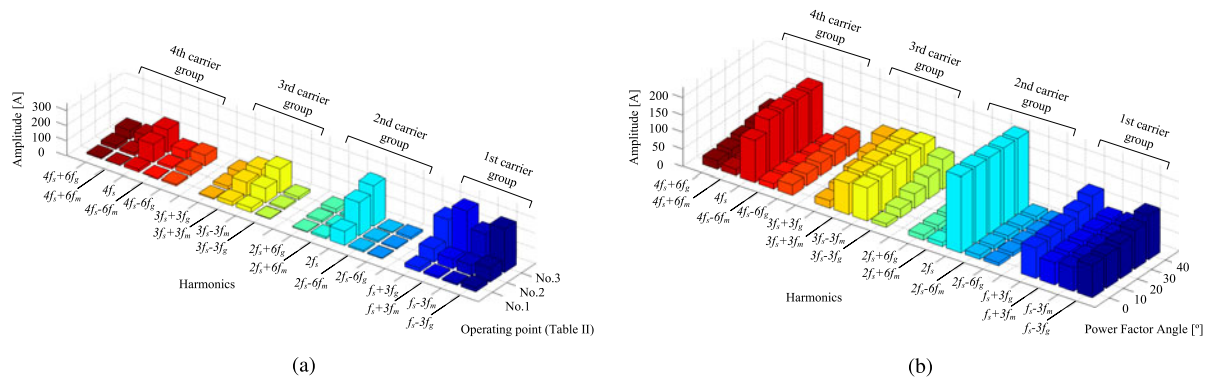 4th carrier
group
3rd carrier
group
2nd carrier
group
1st carrier
group
Amplitude [A]
300
200
100
0
4fs+6fg
4fs+6fm
4fs
4fs-6fm
4fs-6fg
3fs+3fg
3fs+3fm
3fs-3fm
3fs-3fg
2fs+6fg
2fs+6fm
2fs
2fs-6fm
2fs-6fg
fs+3fg
fs+3fm
fs-3fm
fs-3fg
Harmonics
No.3
No.2
No.1
Operating point (Table II)
(a)
4th carrier
group
3rd carrier
group
2nd carrier
group
1st carrier
group
Amplitude [A]
200
150
100
50
0
4fs+6fg
4fs+6fm
4fs
4fs-6fm
4fs-6fg
3fs+3fg
3fs+3fm
3fs-3fm
3fs-3fg
2fs+6fg
2fs+6fm
2fs
2fs-6fm
2fs-6fg
fs+3fg
fs+3fm
fs-3fm
fs-3fg
Harmonics
40
30
20
10
0
Power Factor Angle [º]
(b)